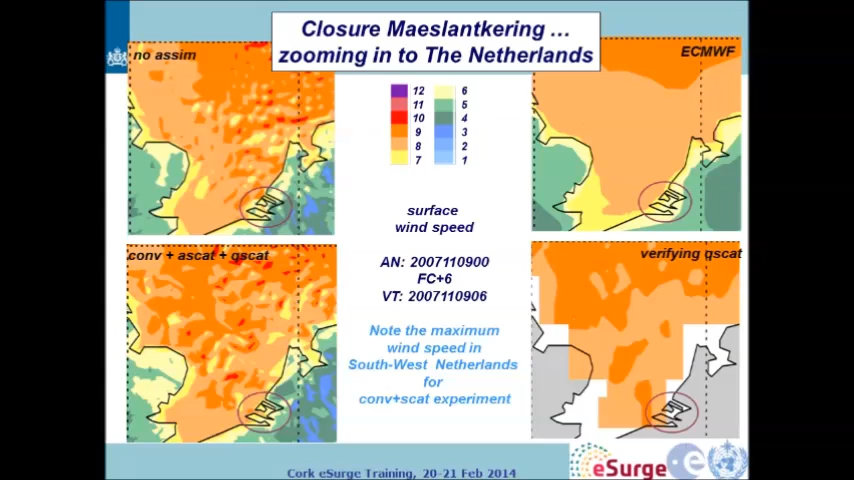 Closure Maeslantkering ...
zooming in to The Netherlands
no assim
ECMWF
12 6
11 5
10 4
9 3
8 2
7 1
surface
wind speed
conv + ascat + qscat
verifying qscat
AN: 2007110900
FC+6
VT: 2007110906
Note the maximum
wind speed in
South-West Netherlands
for
conv+scat experiment
Cork eSurge Training, 20-21 Feb 2014
eSurge